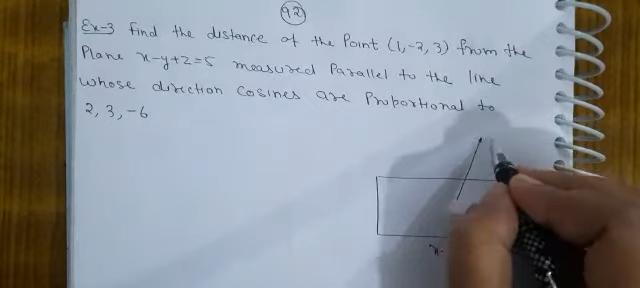 92
Ex-3 Find the distance of the Point (1,-2, 3) from the
Plane x-y+z=5 measured Parallel to the line
whose direction cosines are Proportional to
2, 3, -6
x-